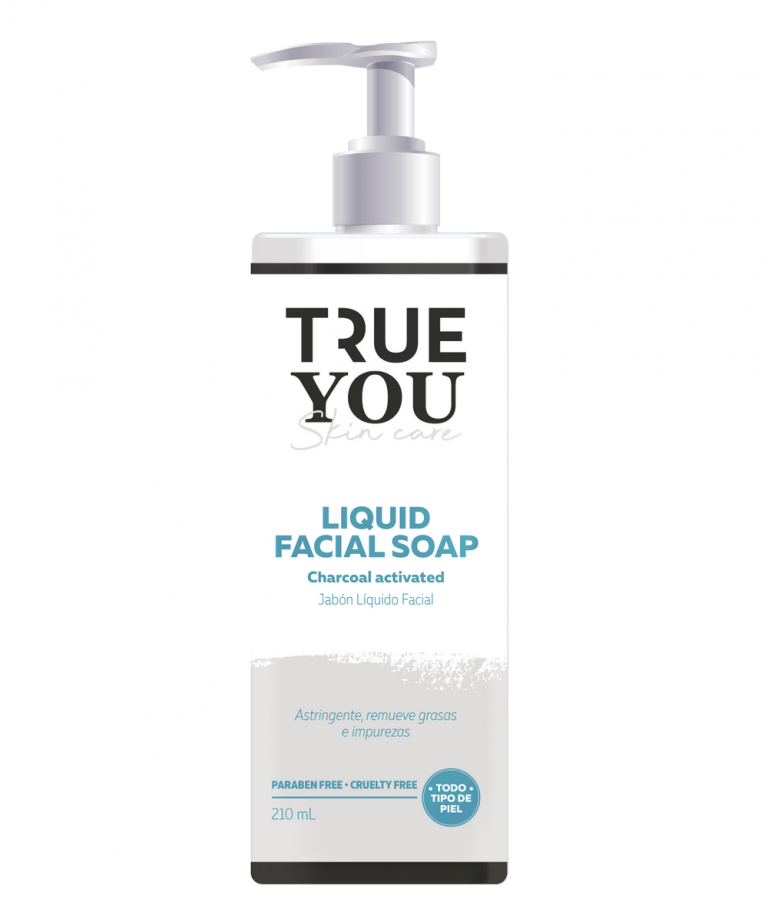 TRUE
YOU
Skin care
LIQUID
FACIAL SOAP
Charcoal activated
Jabón Líquido Facial
Astringente, remueve grasas
e impurezas
PARABEN FREE • CRUELTY FREE
210 mL
• TODO •
TIPO DE
PIEL